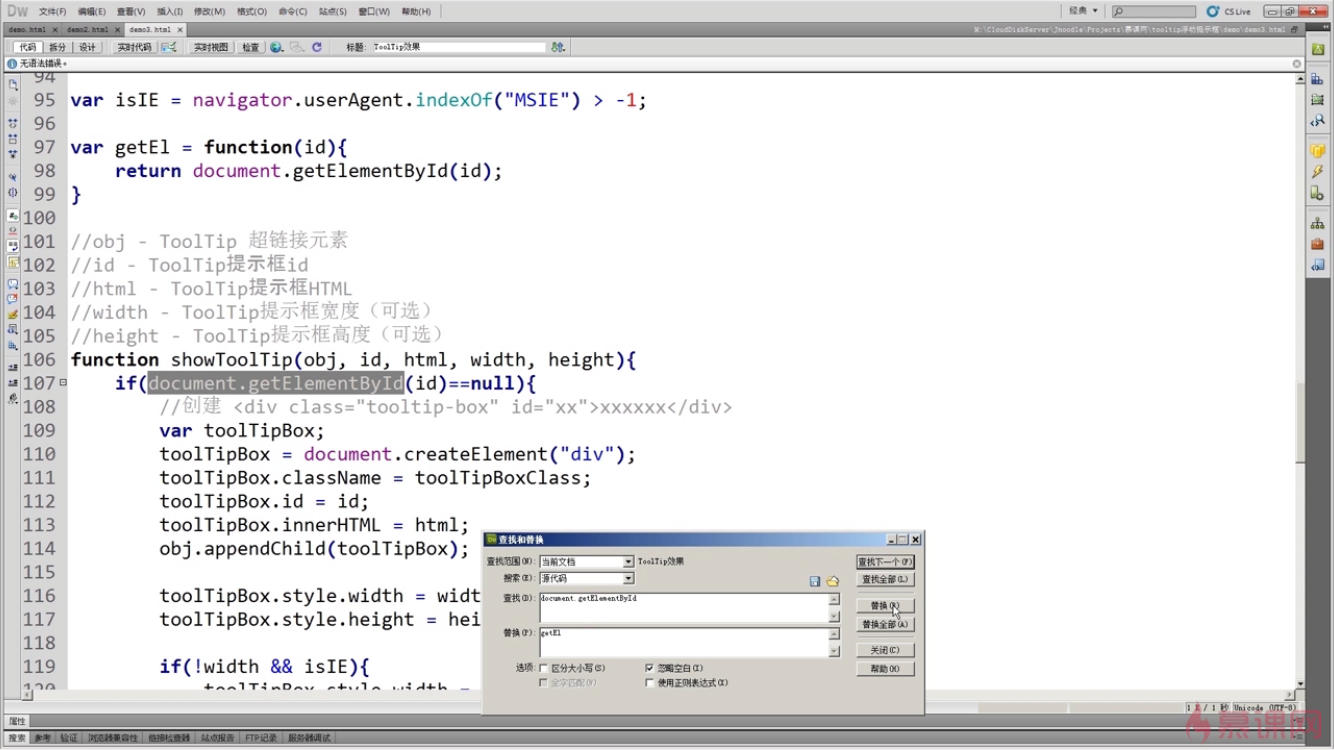 Dw 文件(F) 编辑(E) 查看(V) 插入(I) 修改(M) 格式(O) 命令(C) 站点(S) 窗口(W) 帮助(H) 经典 CS Live
demo.html × demo2.html × demo3.html ×
代码 拆分 设计 实时代码 实时视图 检查 标题: ToolTip效果
无语法错误。
94
95 var isIE = navigator.userAgent.indexOf("MSIE") > -1;
96
97 var getEl = function(id){
98 return document.getElementById(id);
99 }
100
101 //obj - ToolTip 超链接元素
102 //id - ToolTip提示框id
103 //html - ToolTip提示框HTML
104 //width - ToolTip提示框宽度（可选）
105 //height - ToolTip提示框高度（可选）
106 function showToolTip(obj, id, html, width, height){
107 if(document.getElementById(id)==null){
108 //创建 <div class="tooltip-box" id="xx">xxxxxx</div>
109 var toolTipBox;
110 toolTipBox = document.createElement("div");
111 toolTipBox.className = toolTipBoxClass;
112 toolTipBox.id = id;
113 toolTipBox.innerHTML = html;
114 obj.appendChild(toolTipBox);
115
116 toolTipBox.style.width = widt
117 toolTipBox.style.height = hei
118
119 if(!width && isIE){
120 toolTipBox.style.width =
查找和替换
查找范围(N): 当前文档 ToolTip效果 查找下一个(F)
搜索(E): 源代码 查找全部(L)
查找(D): document.getElementById 替换(R)
替换全部(A)
替换(P): getEl
关闭(C)
选项: 区分大小写(S) 忽略空白(I) 帮助(H)
全字匹配(W) 使用正则表达式(X)
1 K / 1 秒 Unicode (UTF-8)
属性
搜索 参考 验证 浏览器兼容性 链接检查器 站点报告 FTP记录 服务器调试
慕课网